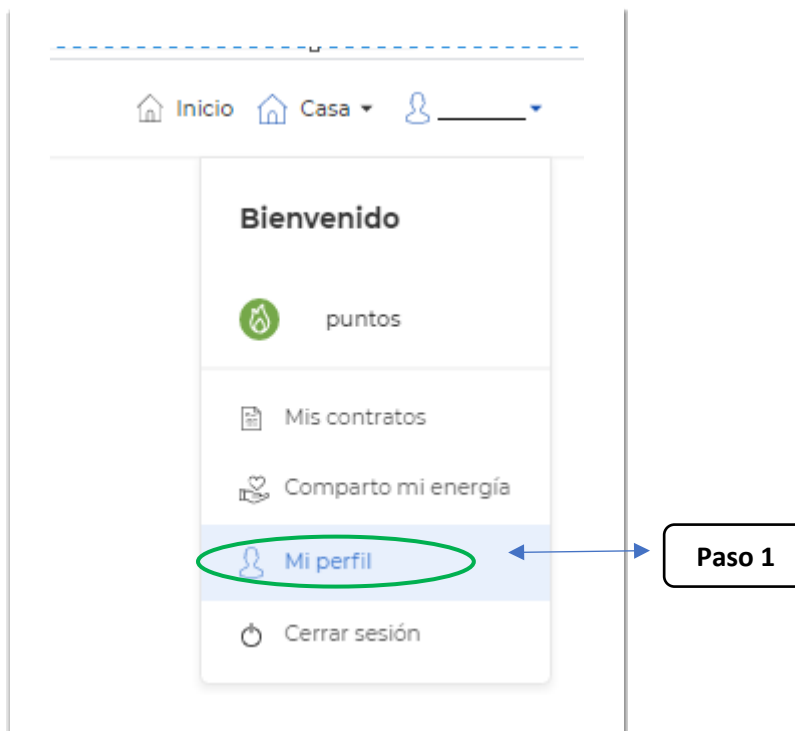 Inicio Casa
Bienvenido
puntos
Mis contratos
Comparto mi energía
Mi perfil
Paso 1
Cerrar sesión